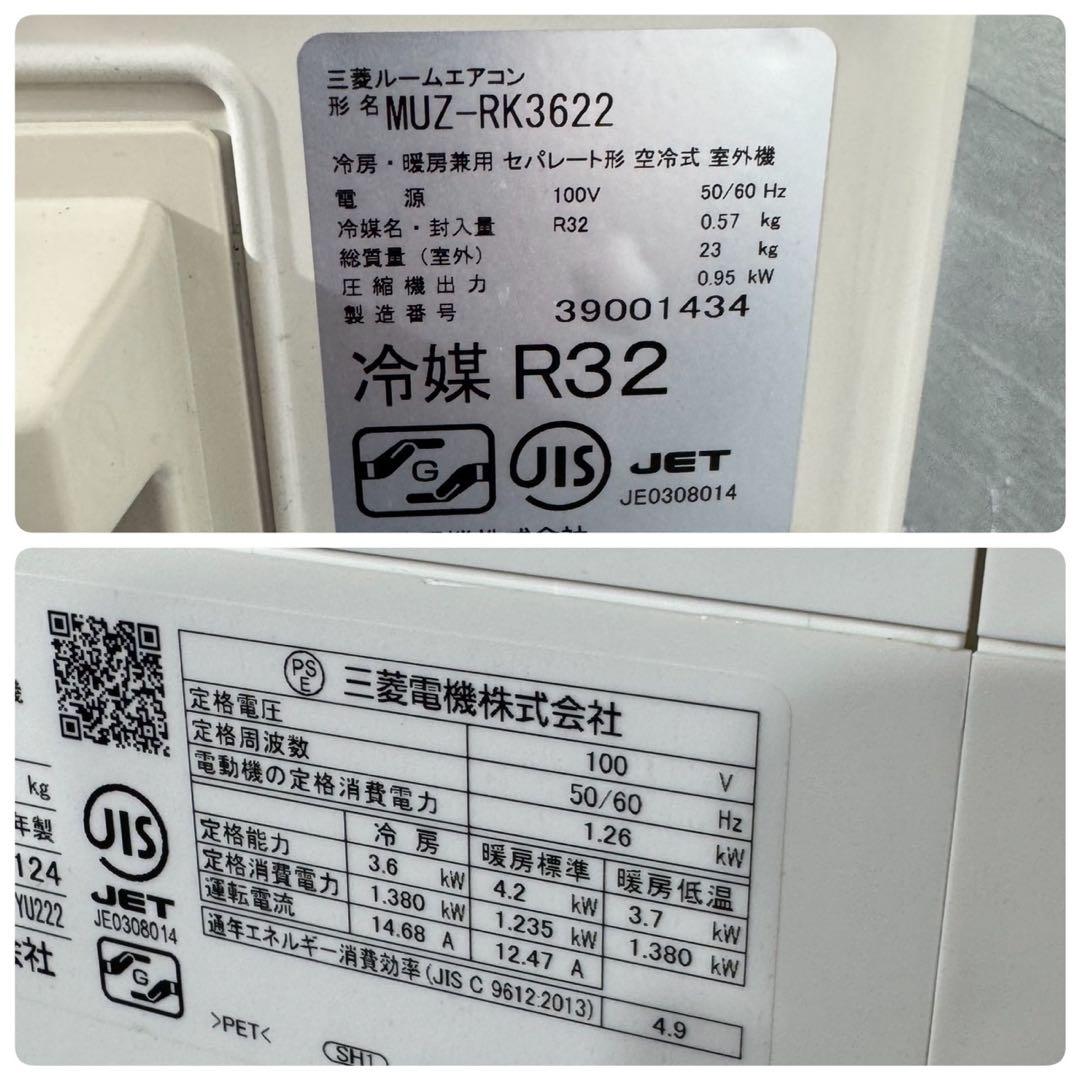 三菱ルームエアコン
形名 MUZ-RK3622
冷房・暖房兼用 セパレート形 空冷式 室外機
電源 100V 50/60 Hz
冷媒名・封入量 R32 0.57 kg
総質量(室外) 23 kg
圧縮機出力 0.95 kW
製造番号 39001434
冷媒 R32
G JIS JET
JE0308014
株式会社
PSE 三菱電機株式会社
定格電圧 100 V
定格周波数 50/60 Hz
電動機の定格消費電力 1.26 kW
冷房 暖房標準 暖房低温
定格能力 3.6 kW 4.2 kW 3.7 kW
定格消費電力 1.380 kW 1.235 kW 1.380 kW
運転電流 14.68 A 12.47 A
通年エネルギー消費効率(JIS C 9612:2013) 4.9
kg
年製
124
YU222
会社
JIS
JET
JE0308014
G
>PET<
SH1